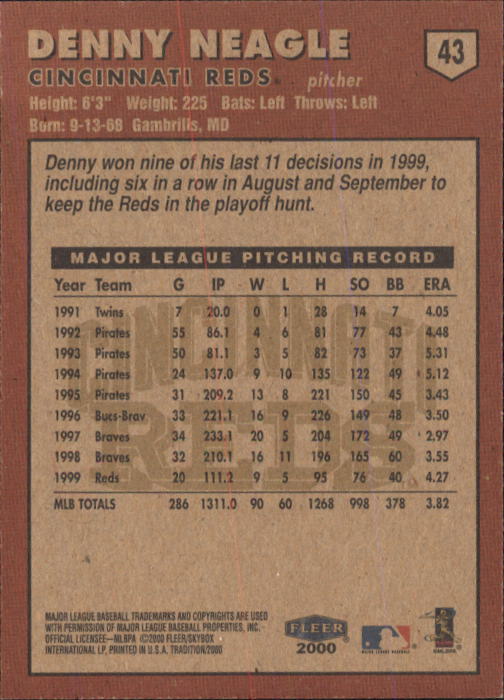 DENNY NEAGLE
43
CINCINNATI REDS pitcher
Height: 6'3" Weight: 225 Bats: Left Throws: Left
Born: 9-13-68 Gambrills, MD
Denny won nine of his last 11 decisions in 1999,
including six in a row in August and September to
keep the Reds in the playoff hunt.
MAJOR LEAGUE PITCHING RECORD
Year Team G IP W L H SO BB ERA
1991 Twins 7 20.0 0 1 28 14 7 4.05
1992 Pirates 55 86.1 4 6 81 77 43 4.48
1993 Pirates 50 81.1 3 5 82 73 37 5.31
1994 Pirates 24 137.0 9 10 135 122 49 5.12
1995 Pirates 31 209.2 13 8 221 150 45 3.43
1996 Bucs-Brav 33 221.1 16 9 226 149 48 3.50
1997 Braves 34 233.1 20 5 204 172 49 2.97
1998 Braves 32 210.1 16 11 196 165 60 3.55
1999 Reds 20 111.2 9 5 95 76 40 4.27
MLB TOTALS 286 1311.0 90 60 1268 998 378 3.82
CINCINNATI
REDS
MAJOR LEAGUE BASEBALL TRADEMARKS AND COPYRIGHTS ARE USED
WITH PERMISSION OF MAJOR LEAGUE BASEBALL PROPERTIES, INC.
OFFICIAL LICENSEE—MLBPA ©2000 FLEER/SKYBOX
INTERNATIONAL LP, PRINTED IN U.S.A. TRADITION/2000
FLEER
2000
MAJOR LEAGUE BASEBALL